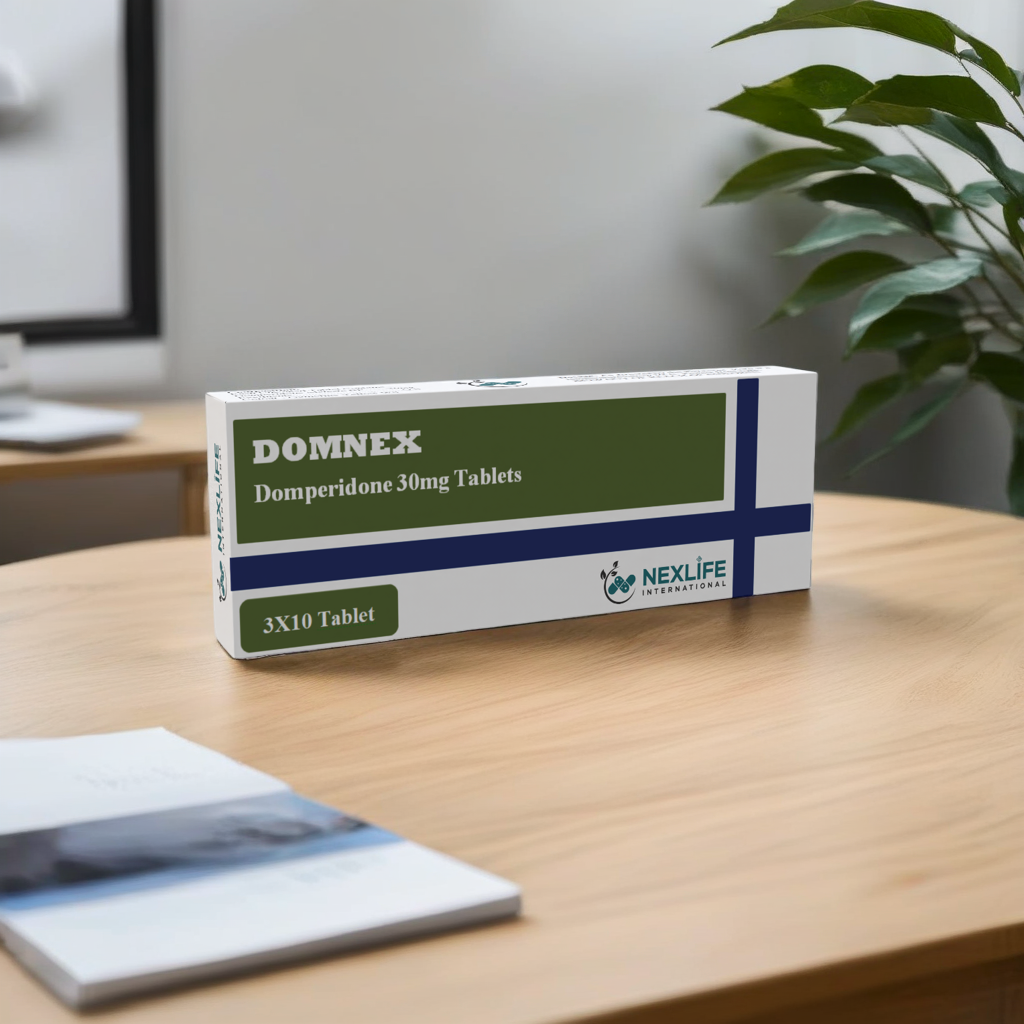 DOMNEX
Domperidone 30mg Tablets
3X10 Tablet
NEXLIFE
INTERNATIONAL
NEXLIFE